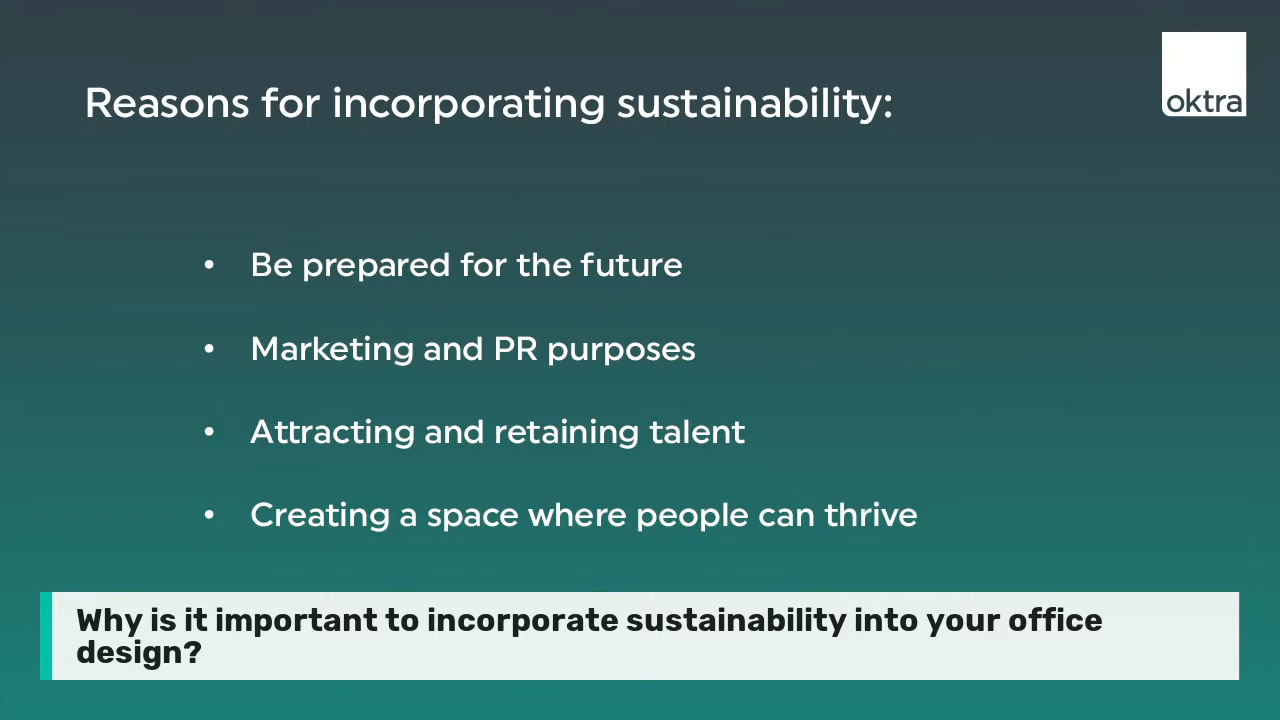 Reasons for incorporating sustainability:
oktra
• Be prepared for the future
• Marketing and PR purposes
• Attracting and retaining talent
• Creating a space where people can thrive
Why is it important to incorporate sustainability into your office
design?